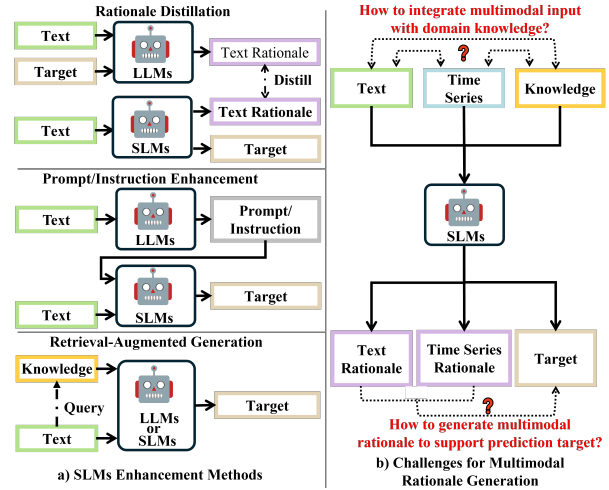 Rationale Distillation
Text
Target
LLMs
Text Rationale
Distill
Text
SLMs
Text Rationale
Target
Prompt/Instruction Enhancement
Text
LLMs
Prompt/
Instruction
Text
SLMs
Target
Retrieval-Augmented Generation
Knowledge
Query
Text
LLMs
or
SLMs
Target
a) SLMs Enhancement Methods
How to integrate multimodal input
with domain knowledge?
?
Text
Time
Series
Knowledge
SLMs
Text
Rationale
Time Series
Rationale
Target
?
How to generate multimodal
rationale to support prediction target?
b) Challenges for Multimodal
Rationale Generation